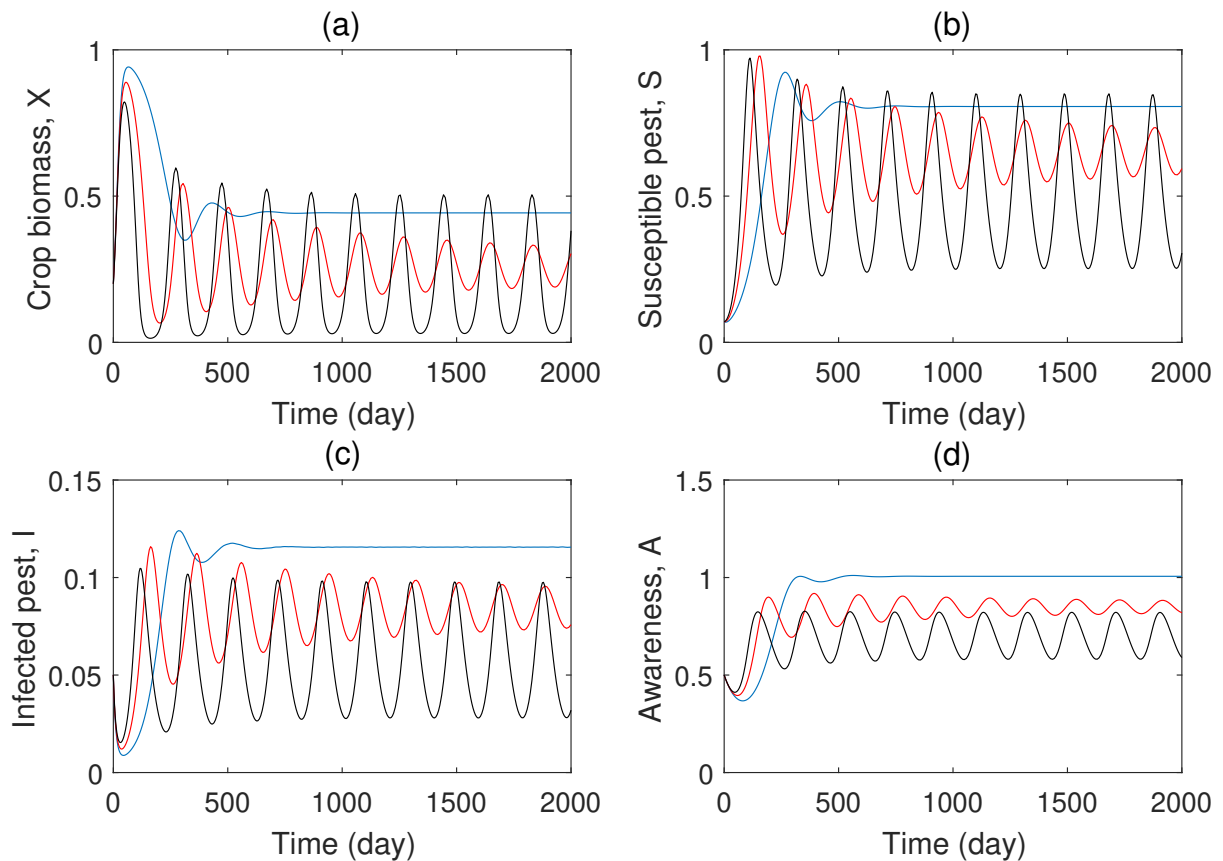 (a)
Crop biomass, X
1
0.5
0
0 500 1000 1500 2000
Time (day)
(b)
Susceptible pest, S
1
0.5
0
0 500 1000 1500 2000
Time (day)
(c)
Infected pest, I
0.15
0.1
0.05
0
0 500 1000 1500 2000
Time (day)
(d)
Awareness, A
1.5
1
0.5
0
0 500 1000 1500 2000
Time (day)